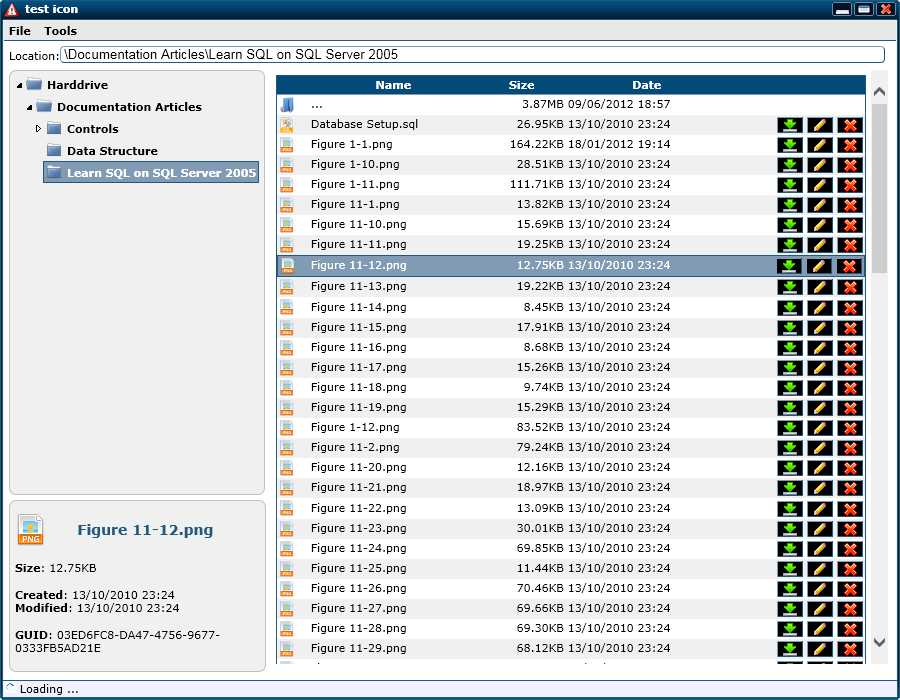 test icon
File Tools
Location: \Documentation Articles\Learn SQL on SQL Server 2005
Harddrive
Documentation Articles
Controls
Data Structure
Learn SQL on SQL Server 2005
Figure 11-12.png
Size: 12.75KB
Created: 13/10/2010 23:24
Modified: 13/10/2010 23:24
GUID: 03ED6FC8-DA47-4756-9677-
0333FB5AD21E
Name Size Date
... 3.87MB 09/06/2012 18:57
Database Setup.sql 26.95KB 13/10/2010 23:24
Figure 1-1.png 164.22KB 18/01/2012 19:14
Figure 1-10.png 28.51KB 13/10/2010 23:24
Figure 1-11.png 111.71KB 13/10/2010 23:24
Figure 11-1.png 13.82KB 13/10/2010 23:24
Figure 11-10.png 15.69KB 13/10/2010 23:24
Figure 11-11.png 19.25KB 13/10/2010 23:24
Figure 11-12.png 12.75KB 13/10/2010 23:24
Figure 11-13.png 19.22KB 13/10/2010 23:24
Figure 11-14.png 8.45KB 13/10/2010 23:24
Figure 11-15.png 17.91KB 13/10/2010 23:24
Figure 11-16.png 8.68KB 13/10/2010 23:24
Figure 11-17.png 15.26KB 13/10/2010 23:24
Figure 11-18.png 9.74KB 13/10/2010 23:24
Figure 11-19.png 15.29KB 13/10/2010 23:24
Figure 1-12.png 83.52KB 13/10/2010 23:24
Figure 11-2.png 79.24KB 13/10/2010 23:24
Figure 11-20.png 12.16KB 13/10/2010 23:24
Figure 11-21.png 18.97KB 13/10/2010 23:24
Figure 11-22.png 13.09KB 13/10/2010 23:24
Figure 11-23.png 30.01KB 13/10/2010 23:24
Figure 11-24.png 69.85KB 13/10/2010 23:24
Figure 11-25.png 11.44KB 13/10/2010 23:24
Figure 11-26.png 70.46KB 13/10/2010 23:24
Figure 11-27.png 69.66KB 13/10/2010 23:24
Figure 11-28.png 69.30KB 13/10/2010 23:24
Figure 11-29.png 68.12KB 13/10/2010 23:24
PNG
Loading ...